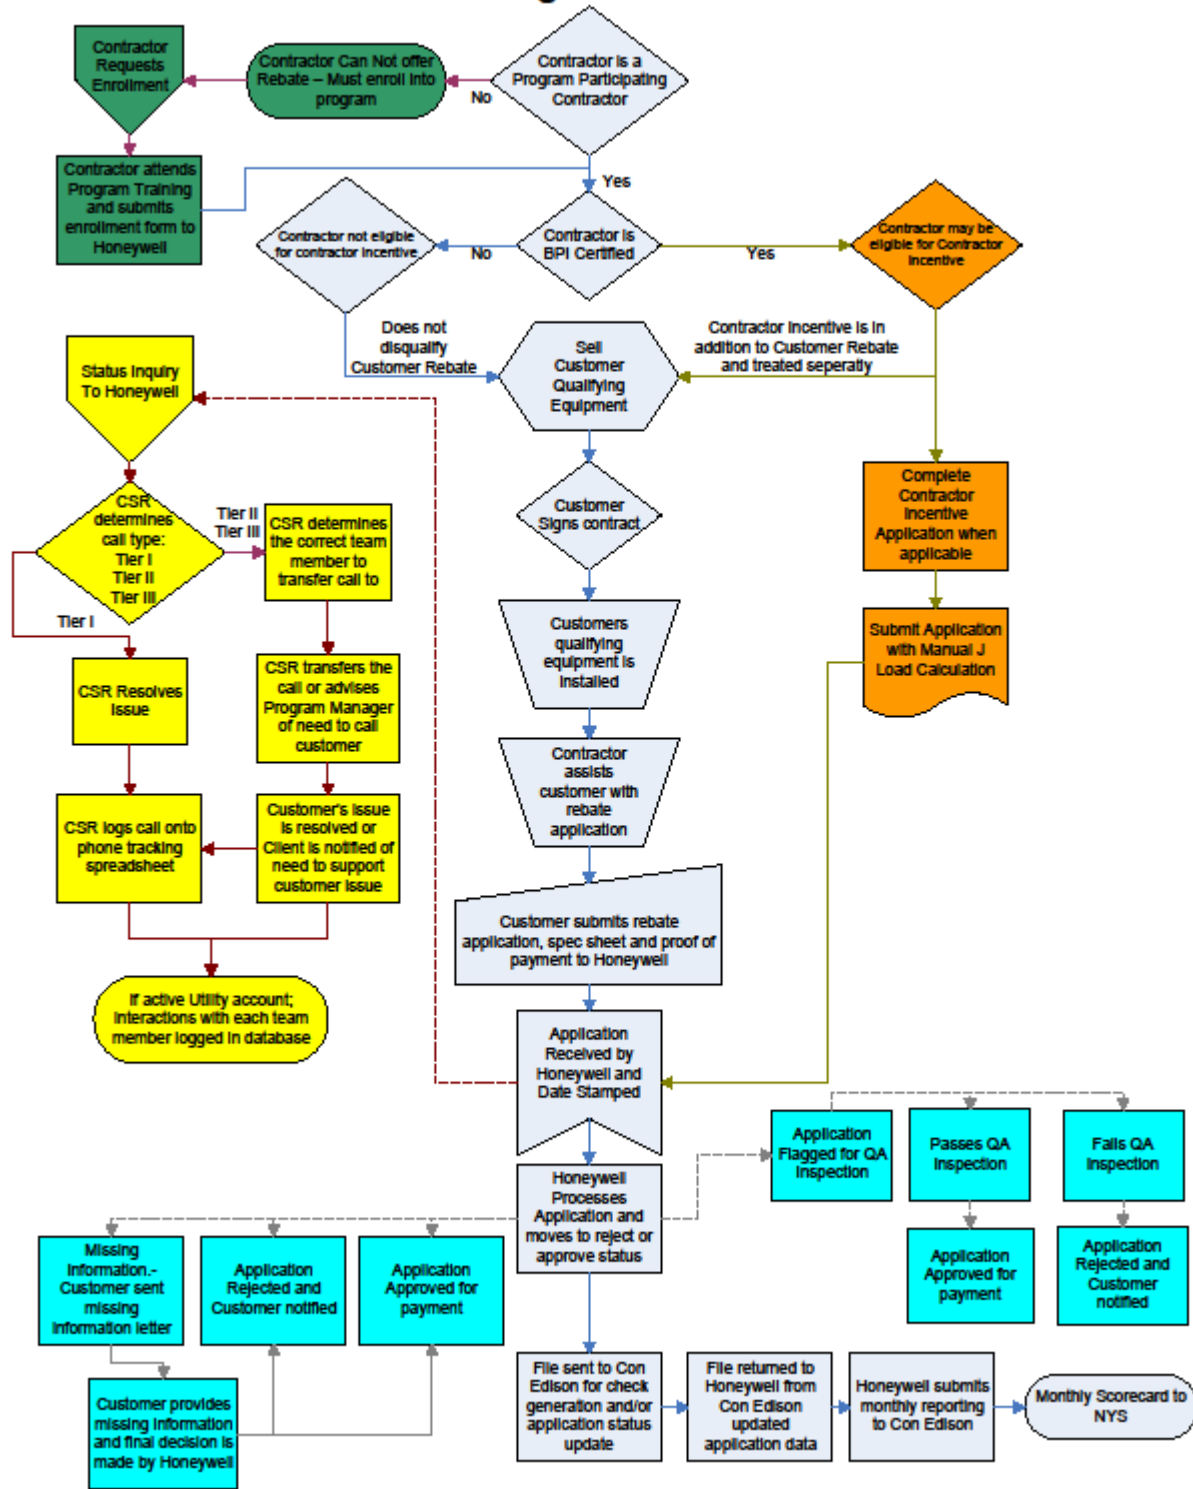 Contractor
Requests
Enrollment
Contractor Can Not offer
Rebate – Must enroll into
program
No
Contractor is a
Program Participating
Contractor
Contractor attends
Program Training
and submits
enrollment form to
Honeywell
Yes
Contractor not eligible
for contractor incentive
No
Contractor is
BPI Certified
Yes
Contractor may be
eligible for Contractor
Incentive
Does not
disqualify
Customer Rebate
Sell
Customer
Qualifying
Equipment
Contractor Incentive is in
addition to Customer Rebate
and treated seperatly
Status Inquiry
To Honeywell
CSR
determines
call type:
Tier I
Tier II
Tier III
Tier II
Tier III
CSR determines
the correct team
member to
transfer call to
Customer
Signs contract
Complete
Contractor
Incentive
Application when
applicable
Tier I
CSR Resolves
Issue
CSR transfers the
call or advises
Program Manager
of need to call
customer
Customers
qualifying
equipment is
installed
Submit Application
with Manual J
Load Calculation
Contractor
assists
customer with
rebate
application
CSR logs call onto
phone tracking
spreadsheet
Customer's issue
is resolved or
Client is notified of
need to support
customer issue
Customer submits rebate
application, spec sheet and proof of
payment to Honeywell
If active Utility account;
interactions with each team
member logged in database
Application
Received by
Honeywell and
Date Stamped
Application
Flagged for QA
Inspection
Passes QA
Inspection
Fails QA
Inspection
Honeywell
Processes
Application and
moves to reject or
approve status
Missing
Information.-
Customer sent
missing
information letter
Application
Rejected and
Customer notified
Application
Approved for
payment
Application
Approved for
payment
Application
Rejected and
Customer
notified
Customer provides
missing information
and final decision is
made by Honeywell
File sent to Con
Edison for check
generation and/or
application status
update
File returned to
Honeywell from
Con Edison
updated
application data
Honeywell submits
monthly reporting
to Con Edison
Monthly Scorecard to
NYS